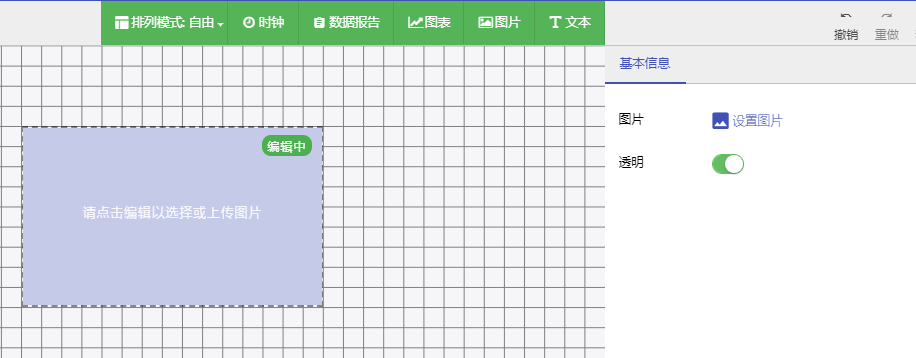 排列模式: 自由 时钟 数据报告 图表 图片 文本
撤销 重做
基本信息
图片 设置图片
编辑中
透明
请点击编辑以选择或上传图片